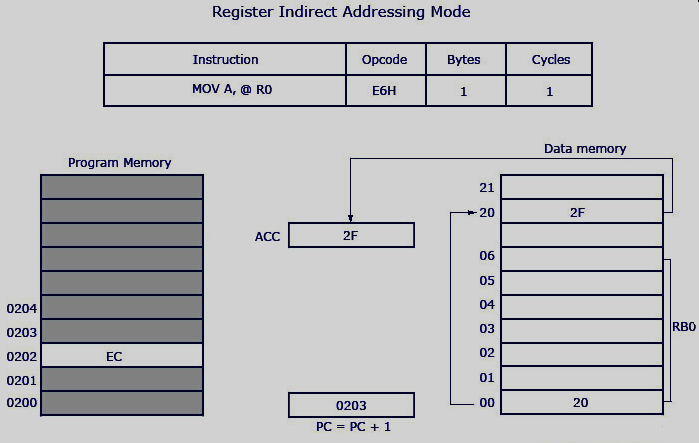 Register Indirect Addressing Mode
Instruction Opcode Bytes Cycles
MOV A, @ R0 E6H 1 1
Program Memory
Data memory
21
20 2F
ACC 2F
06
05
0204
04
0203
03
RB0
0202 EC
02
0201
01
0200
00 20
0203
PC = PC + 1